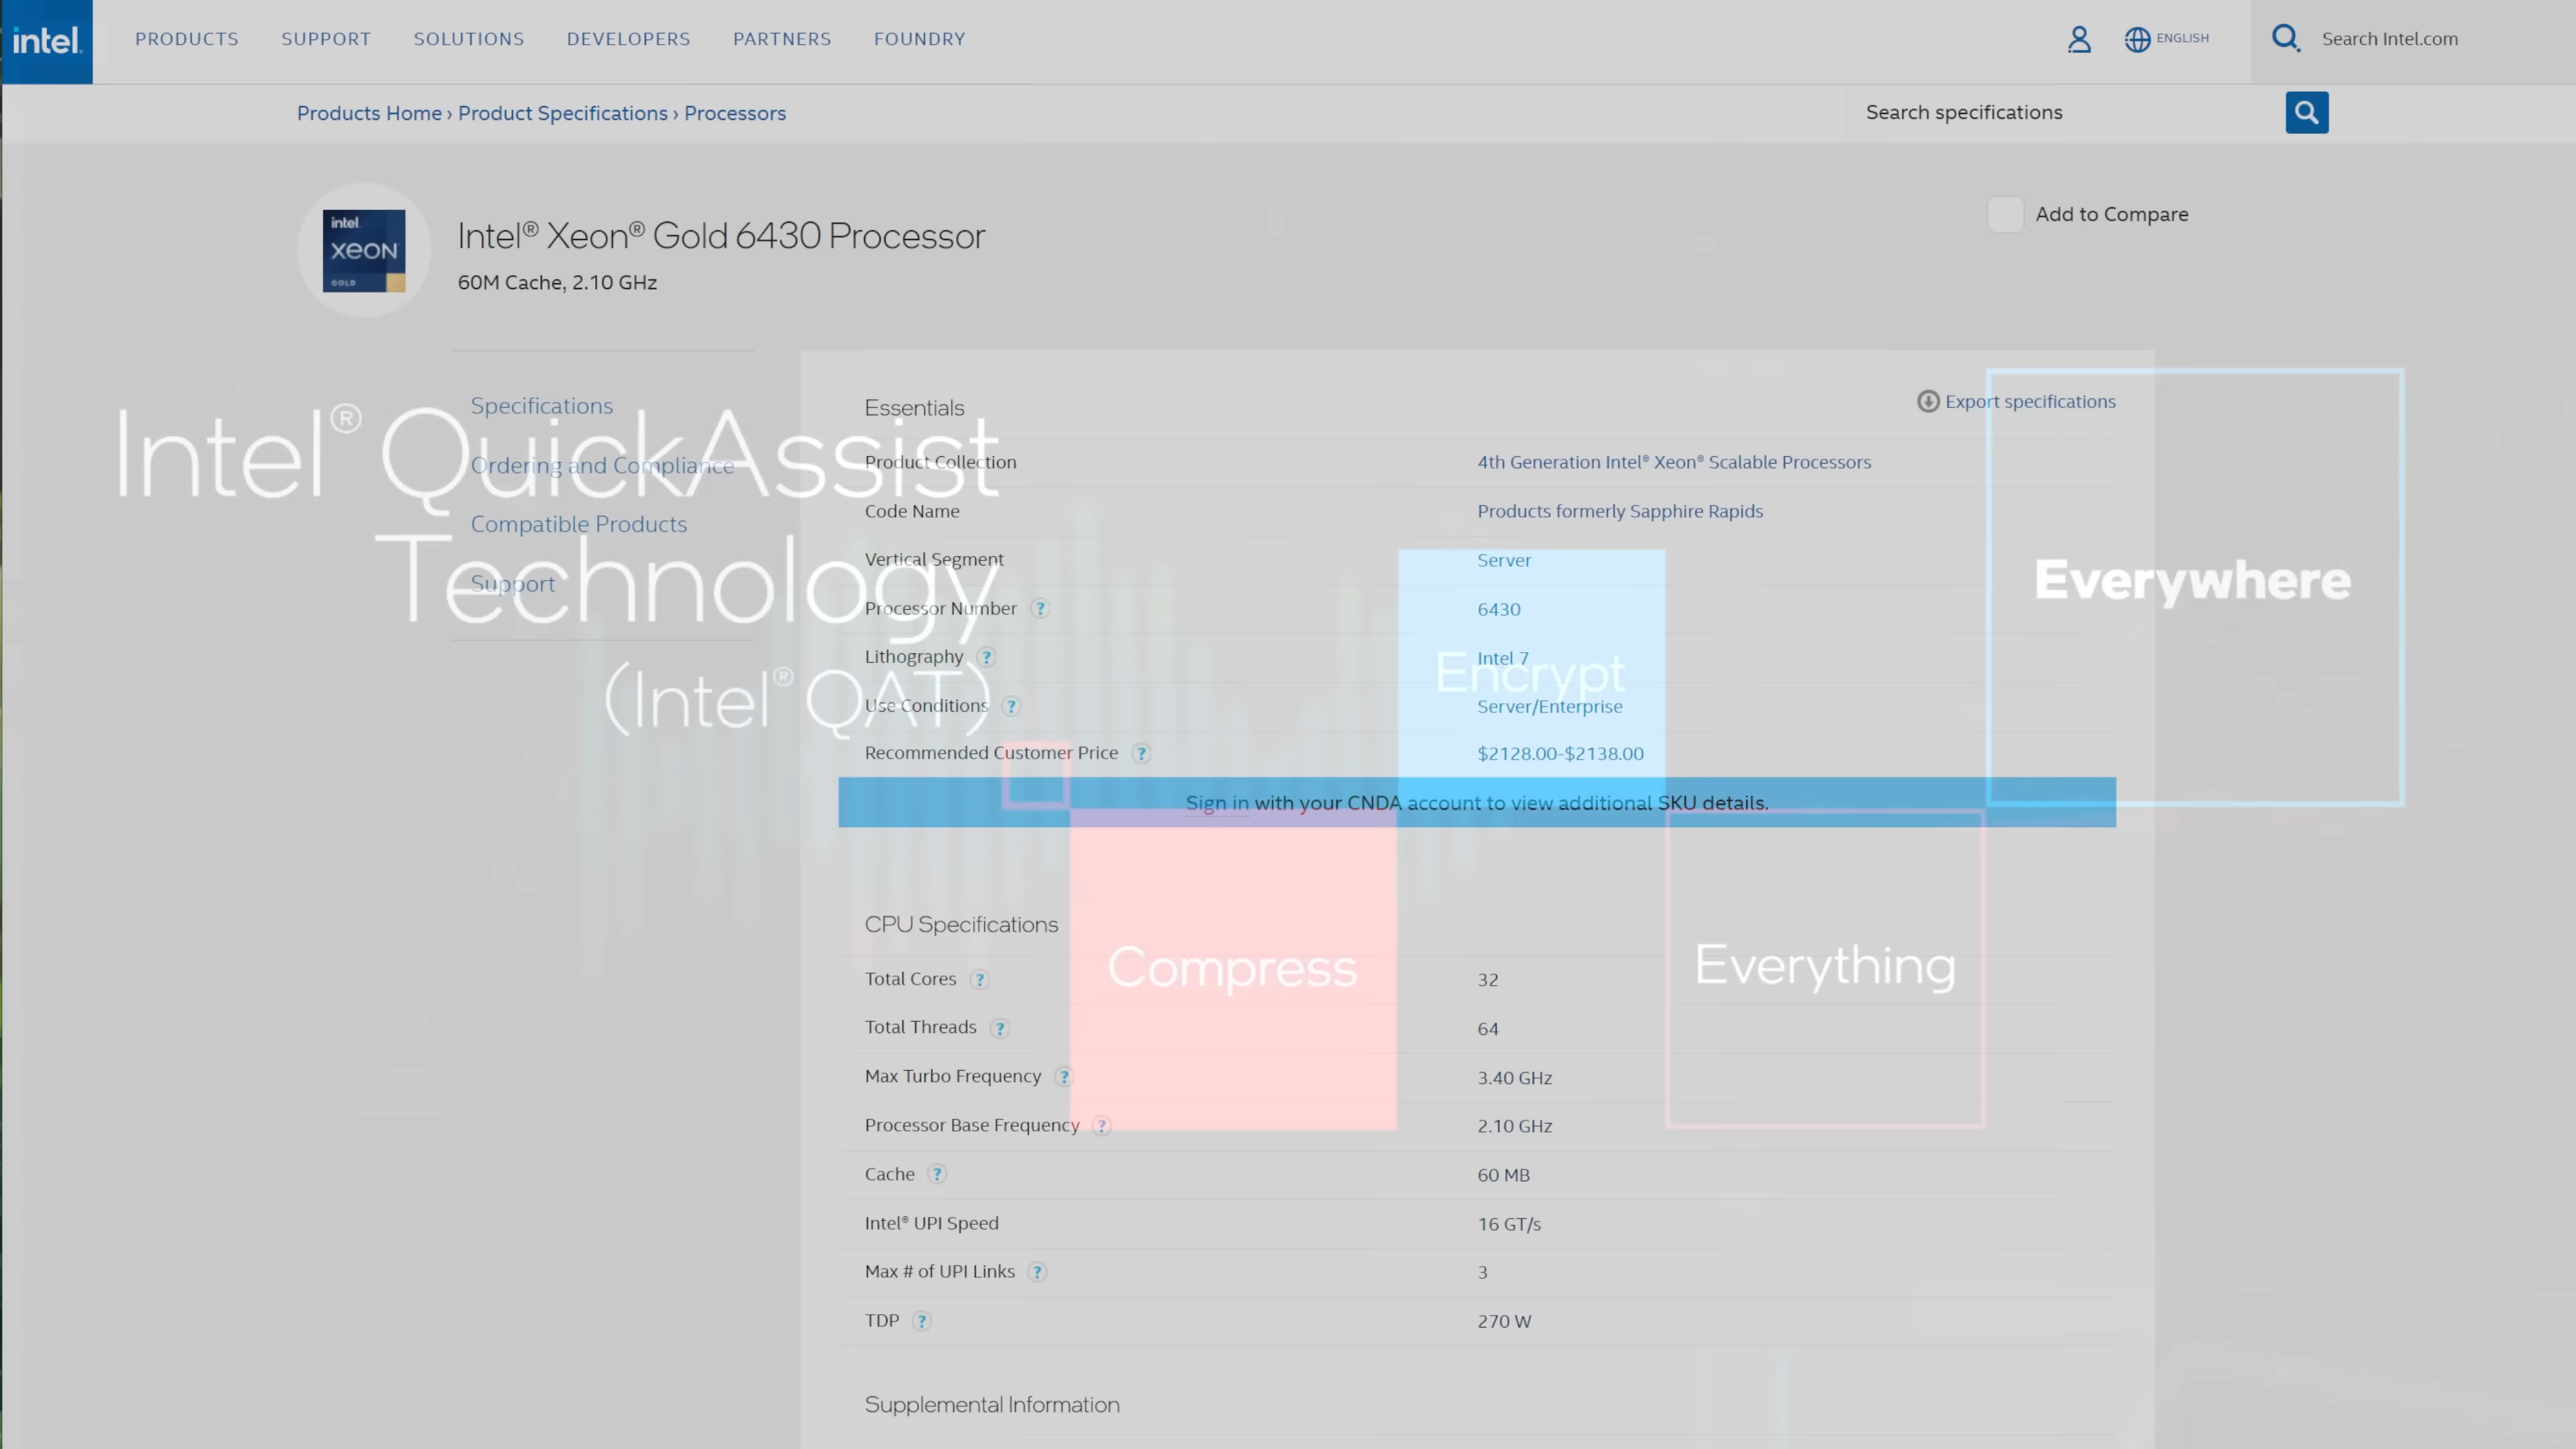 intel.
PRODUCTS SUPPORT SOLUTIONS DEVELOPERS PARTNERS FOUNDRY
ENGLISH
Search Intel.com
Products Home › Product Specifications › Processors
Search specifications
intel
XEON
GOLD
Intel® Xeon® Gold 6430 Processor
60M Cache, 2.10 GHz
Add to Compare
Specifications
Ordering and Compliance
Compatible Products
Support
Intel® QuickAssist
Technology
(Intel® QAT)
Essentials
Export specifications
Product Collection 4th Generation Intel® Xeon® Scalable Processors
Code Name Products formerly Sapphire Rapids
Vertical Segment Server
Processor Number ? 6430
Lithography ? Intel 7
Use Conditions ? Server/Enterprise
Recommended Customer Price ? $2128.00-$2138.00
Sign in with your CNDA account to view additional SKU details.
Encrypt
Everywhere
Compress
Everything
CPU Specifications
Total Cores ? 32
Total Threads ? 64
Max Turbo Frequency ? 3.40 GHz
Processor Base Frequency ? 2.10 GHz
Cache ? 60 MB
Intel® UPI Speed 16 GT/s
Max # of UPI Links ? 3
TDP ? 270 W
Supplemental Information